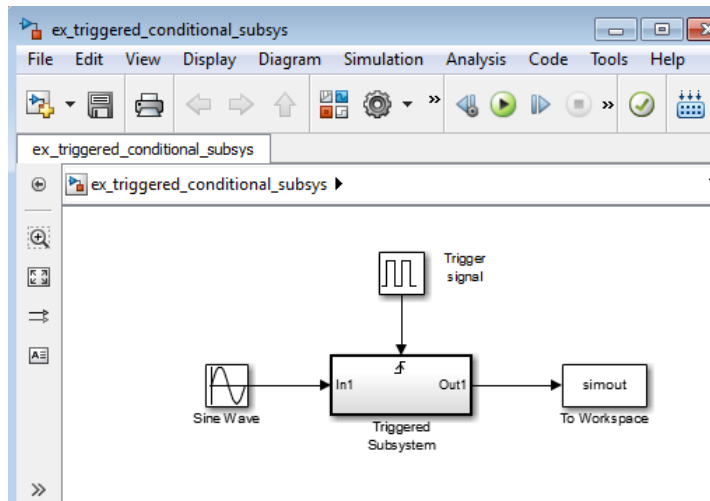 ex_triggered_conditional_subsys
File Edit View Display Diagram Simulation Analysis Code Tools Help
ex_triggered_conditional_subsys
ex_triggered_conditional_subsys
Trigger
signal
In1 Out1
simout
Sine Wave
Triggered
Subsystem
To Workspace